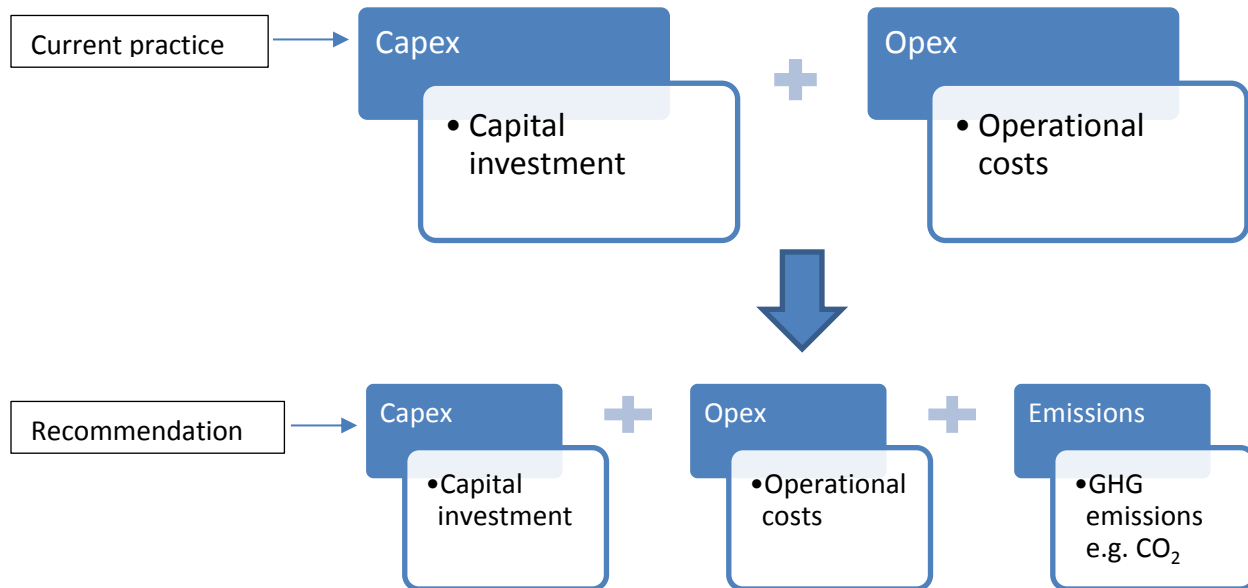 Current practice
Capex
Opex
• Capital
investment
• Operational
costs
Recommendation
Capex
Opex
Emissions
•Capital
investment
•Operational
costs
•GHG
emissions
e.g. CO₂